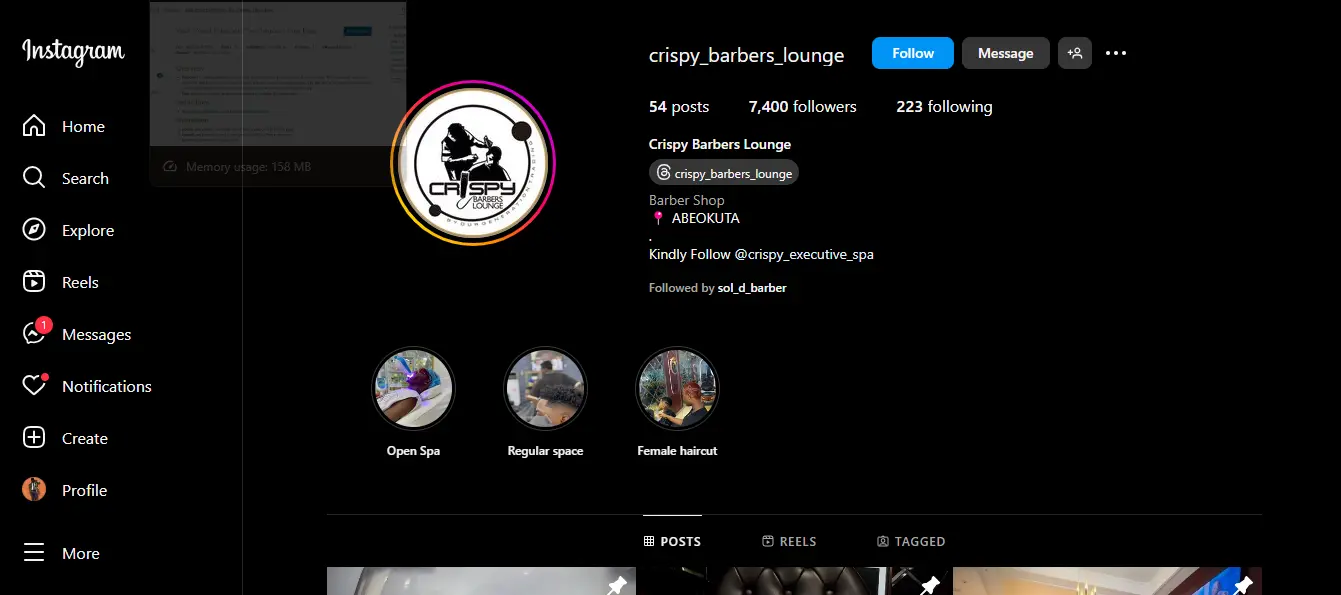 Instagram
Home
Search
Explore
Reels
1
Messages
Notifications
Create
Profile
More
Memory usage: 158 MB
CRISPY
BARBERS
LOUNGE
crispy_barbers_lounge
Follow
Message
54 posts
7,400 followers
223 following
Crispy Barbers Lounge
crispy_barbers_lounge
Barber Shop
ABEOKUTA
.
Kindly Follow @crispy_executive_spa
Followed by sol_d_barber
Open Spa
Regular space
Female haircut
POSTS
REELS
TAGGED